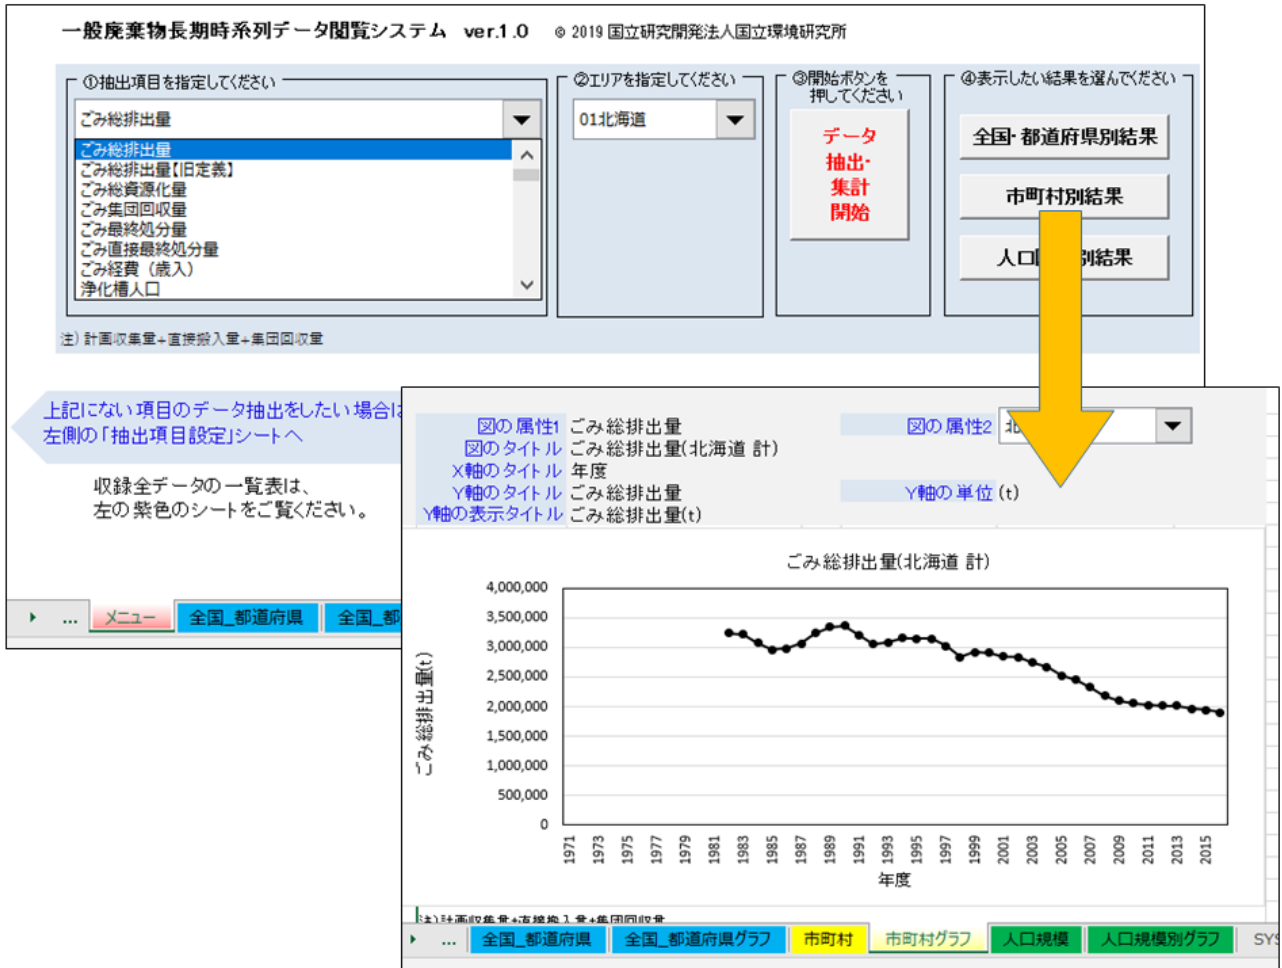 一般廃棄物長期時系列データ閲覧システム ver.1.0 © 2019 国立研究開発法人国立環境研究所
①抽出項目を指定してください
ごみ総排出量
ごみ総排出量
ごみ総排出量【旧定義】
ごみ総資源化量
ごみ集団回収量
ごみ最終処分量
ごみ直接最終処分量
ごみ経費（歳入）
浄化槽人口
②エリアを指定してください
01北海道
③開始ボタンを
押してください
データ
抽出・
集計
開始
④表示したい結果を選んでください
全国・都道府県別結果
市町村別結果
人口
別結果
注）計画収集量+直接搬入量+集団回収量
上記にない項目のデータ抽出をしたい場合は
左側の「抽出項目設定」シートへ
収録全データの一覧表は、
左の紫色のシートをご覧ください。
... メニュー 全国_都道府県 全国_都
図の属性1 ごみ総排出量 図の属性2 北
図のタイトル ごみ総排出量(北海道 計)
X軸のタイトル 年度
Y軸のタイトル ごみ総排出量 Y軸の単位 (t)
Y軸の表示タイトル ごみ総排出量(t)
ごみ総排出量(北海道 計)
4,000,000
3,500,000
3,000,000
2,500,000
2,000,000
1,500,000
1,000,000
500,000
0
ごみ総排出量(t)
1971 1973 1975 1977 1979 1981 1983 1985 1987 1989 1991 1993 1995 1997 1999 2001 2003 2005 2007 2009 2011 2013 2015
年度
注）計画収集量+直接搬入量+集団回収量
... 全国_都道府県 全国_都道府県グラフ 市町村 市町村グラフ 人口規模 人口規模別グラフ SYS